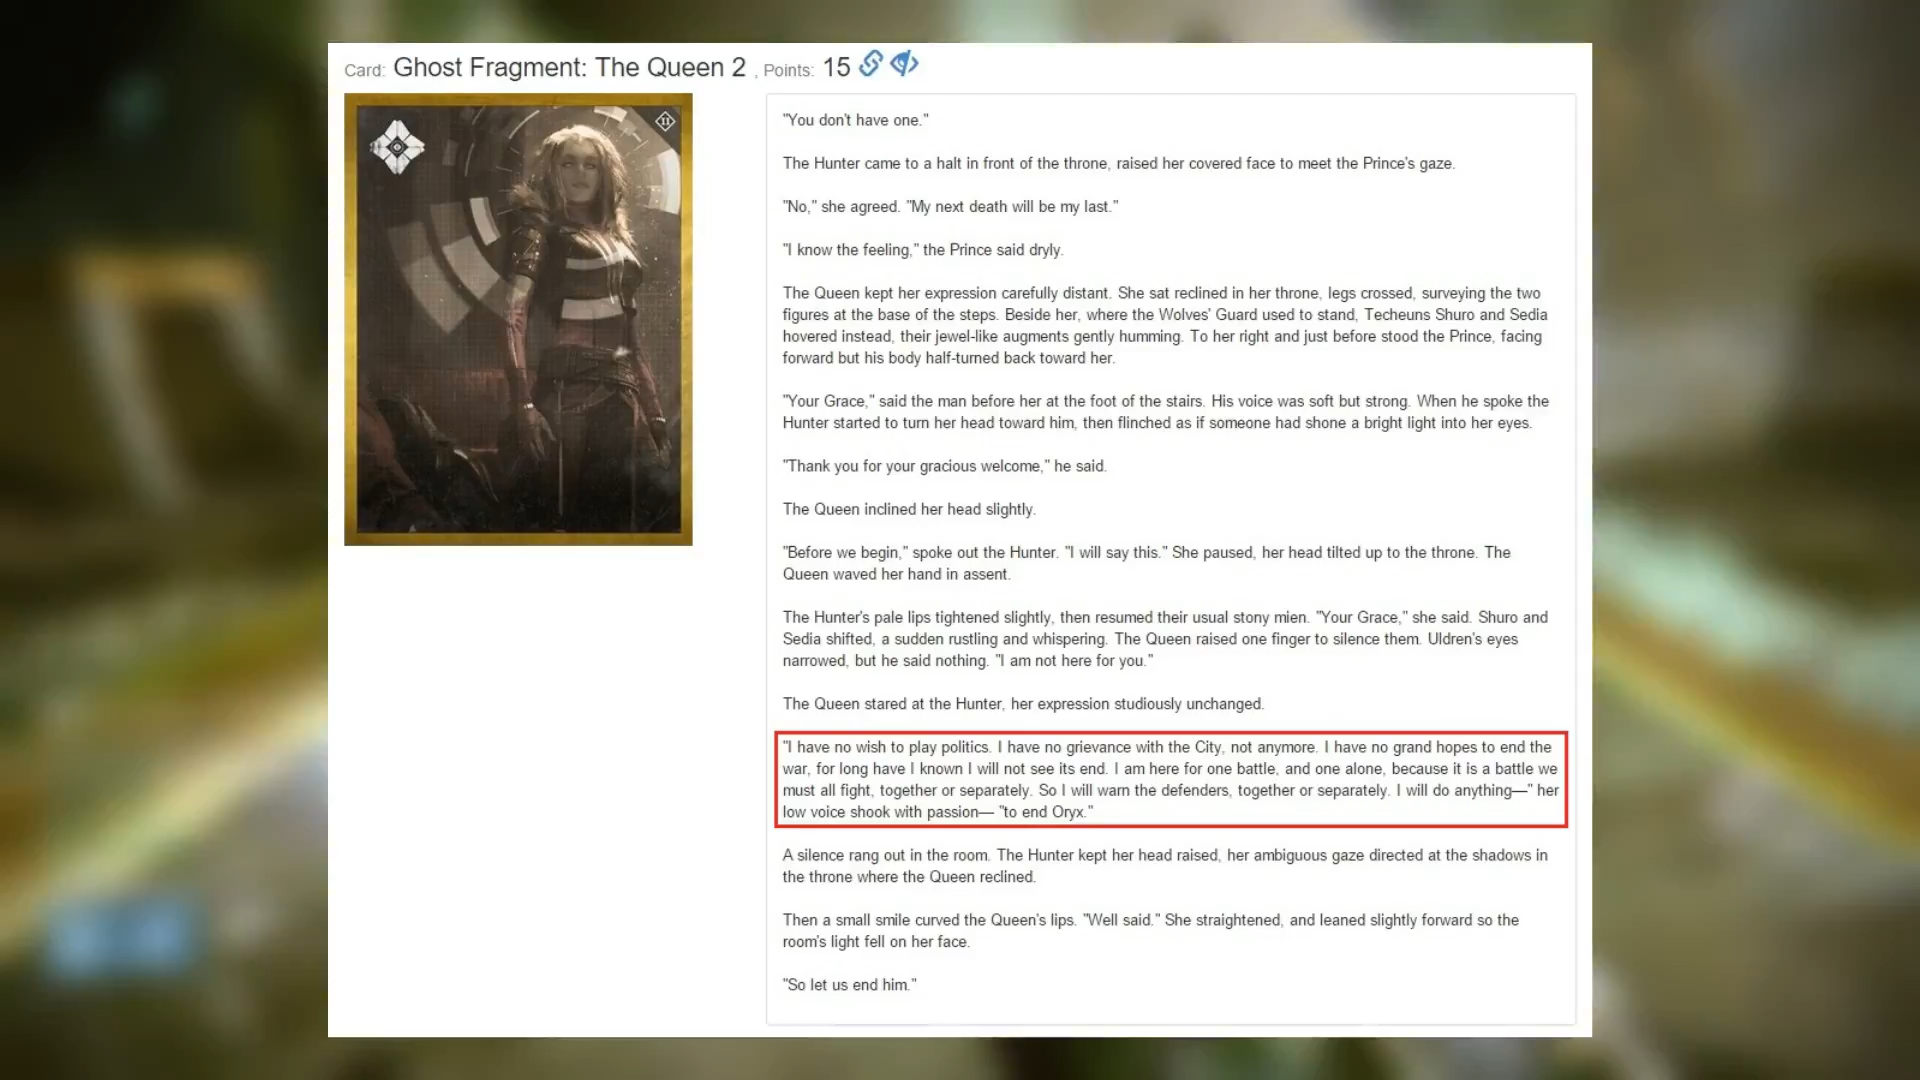 Card: Ghost Fragment: The Queen 2 , Points: 15
II
"You don't have one."
The Hunter came to a halt in front of the throne, raised her covered face to meet the Prince's gaze.
"No," she agreed. "My next death will be my last."
"I know the feeling," the Prince said dryly.
The Queen kept her expression carefully distant. She sat reclined in her throne, legs crossed, surveying the two
figures at the base of the steps. Beside her, where the Wolves' Guard used to stand, Techeuns Shuro and Sedia
hovered instead, their jewel-like augments gently humming. To her right and just before stood the Prince, facing
forward but his body half-turned back toward her.
"Your Grace," said the man before her at the foot of the stairs. His voice was soft but strong. When he spoke the
Hunter started to turn her head toward him, then flinched as if someone had shone a bright light into her eyes.
"Thank you for your gracious welcome," he said.
The Queen inclined her head slightly.
"Before we begin," spoke out the Hunter. "I will say this." She paused, her head tilted up to the throne. The
Queen waved her hand in assent.
The Hunter's pale lips tightened slightly, then resumed their usual stony mien. "Your Grace," she said. Shuro and
Sedia shifted, a sudden rustling and whispering. The Queen raised one finger to silence them. Uldren's eyes
narrowed, but he said nothing. "I am not here for you."
The Queen stared at the Hunter, her expression studiously unchanged.
"I have no wish to play politics. I have no grievance with the City, not anymore. I have no grand hopes to end the
war, for long have I known I will not see its end. I am here for one battle, and one alone, because it is a battle we
must all fight, together or separately. So I will warn the defenders, together or separately. I will do anything—" her
low voice shook with passion— "to end Oryx."
A silence rang out in the room. The Hunter kept her head raised, her ambiguous gaze directed at the shadows in
the throne where the Queen reclined.
Then a small smile curved the Queen's lips. "Well said." She straightened, and leaned slightly forward so the
room's light fell on her face.
"So let us end him."